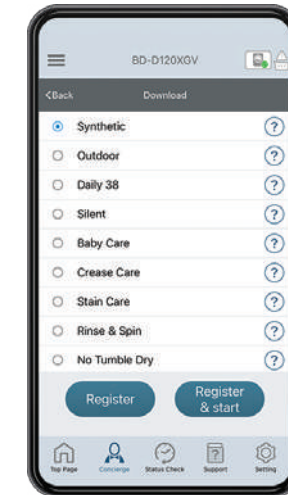 BD-D120XGV
<Back Download
Synthetic ?
Outdoor ?
Daily 38 ?
Silent ?
Baby Care ?
Crease Care ?
Stain Care ?
Rinse & Spin ?
No Tumble Dry ?
Register Register
& start
?
Top Page Concierge Status Check Support Setting